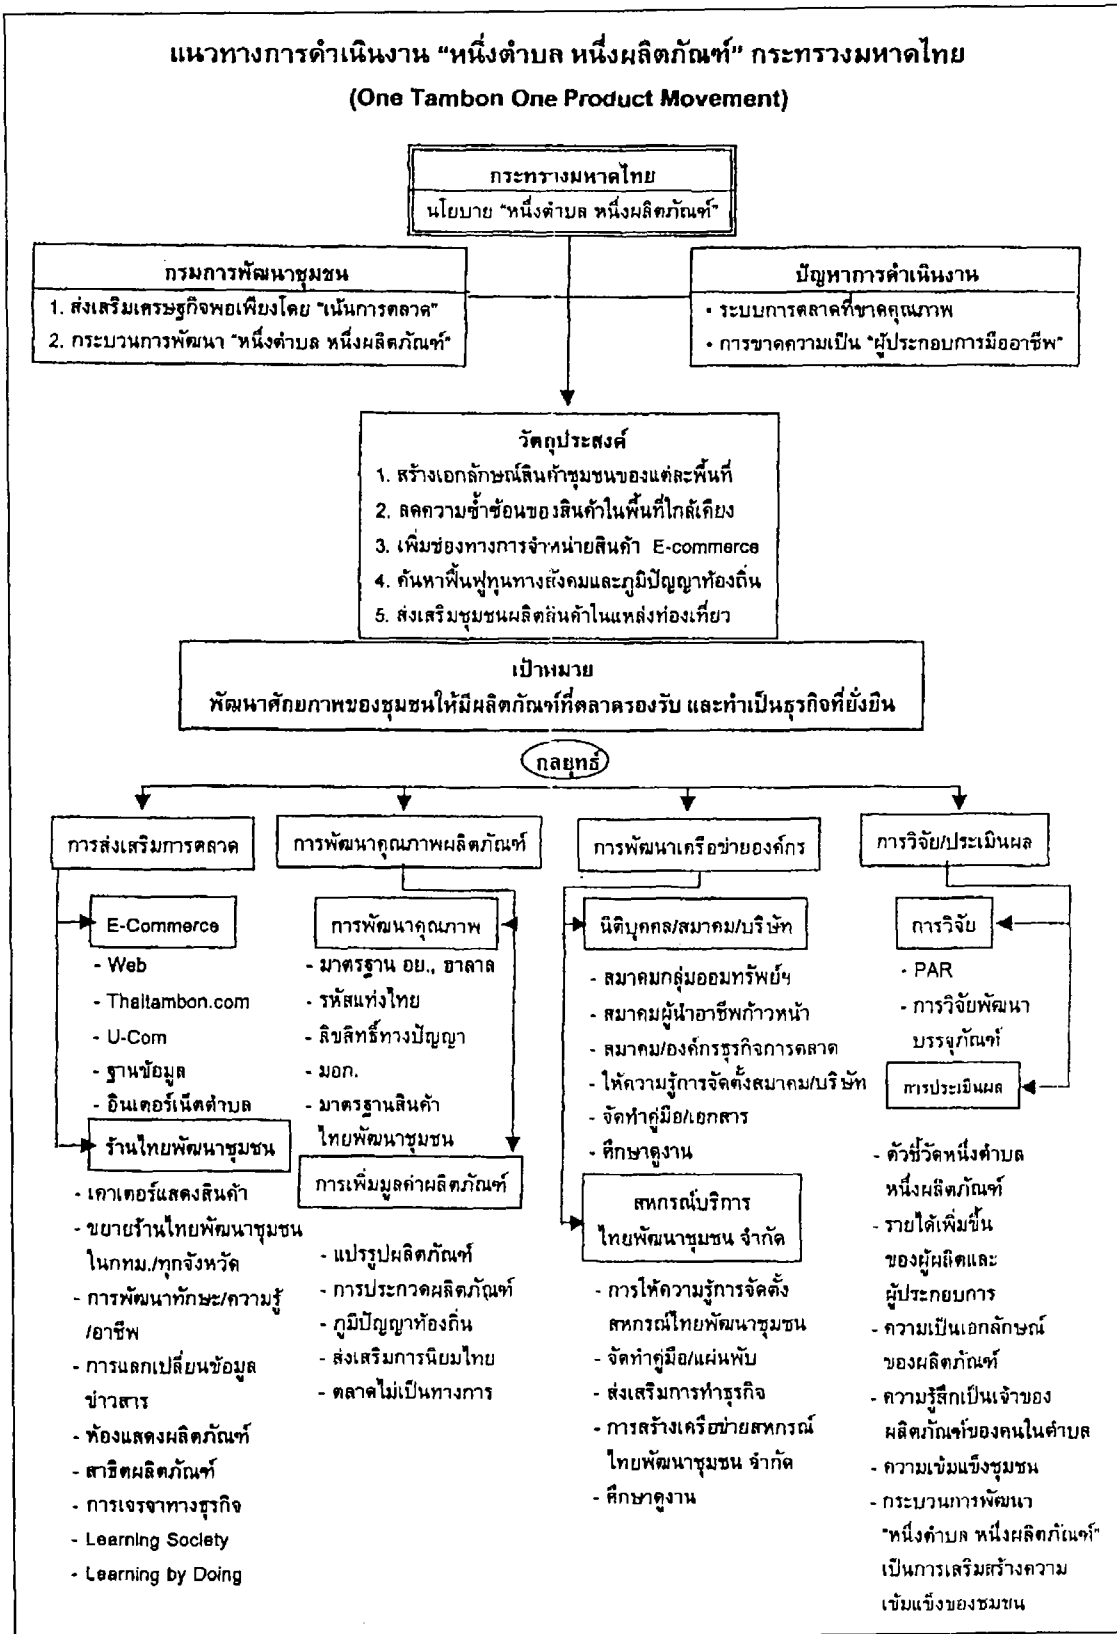 แนวทางการดำเนินงาน “หนึ่งตำบล หนึ่งผลิตภัณฑ์” กระทรวงมหาดไทย
(One Tambon One Product Movement)
กระทรวงมหาดไทย
นโยบาย “หนึ่งตำบล หนึ่งผลิตภัณฑ์”
กรมการพัฒนาชุมชน
1. ส่งเสริมเศรษฐกิจพอเพียงโดย “เน้นการตลาด”
2. กระบวนการพัฒนา “หนึ่งตำบล หนึ่งผลิตภัณฑ์”
ปัญหาการดำเนินงาน
• ระบบการตลาดที่ขาดคุณภาพ
• การขาดความเป็น “ผู้ประกอบการมืออาชีพ”
วัตถุประสงค์
1. สร้างเอกลักษณ์สินค้าชุมชนของแต่ละพื้นที่
2. ลดความซ้ำซ้อนของสินค้าในพื้นที่ใกล้เคียง
3. เพิ่มช่องทางการจำหน่ายสินค้า E-commerce
4. ค้นหาฟื้นฟูทุนทางสังคมและภูมิปัญญาท้องถิ่น
5. ส่งเสริมชุมชนผลิตสินค้าในแหล่งท่องเที่ยว
เป้าหมาย
พัฒนาศักยภาพของชุมชนให้มีผลิตภัณฑ์ที่ตลาดรองรับ และทำเป็นธุรกิจที่ยั่งยืน
กลยุทธ์
การส่งเสริมการตลาด
E-Commerce
- Web
- Thaitambon.com
- U-Com
- ฐานข้อมูล
- อินเตอร์เน็ตตำบล
ร้านไทยพัฒนาชุมชน
- เคาเตอร์แสดงสินค้า
- ขยายร้านไทยพัฒนาชุมชน
ในกทม./ทุกจังหวัด
- การพัฒนาทักษะ/ความรู้
/อาชีพ
- การแลกเปลี่ยนข้อมูล
ข่าวสาร
- ห้องแสดงผลิตภัณฑ์
- สาธิตผลิตภัณฑ์
- การเจรจาทางธุรกิจ
- Learning Society
- Learning by Doing
การพัฒนาคุณภาพผลิตภัณฑ์
การพัฒนาคุณภาพ
- มาตรฐาน อย., ฮาลาล
- รหัสแท่งไทย
- ลิขสิทธิ์ทางปัญญา
- มอก.
- มาตรฐานสินค้า
ไทยพัฒนาชุมชน
การเพิ่มมูลค่าผลิตภัณฑ์
- แปรรูปผลิตภัณฑ์
- การประกวดผลิตภัณฑ์
- ภูมิปัญญาท้องถิ่น
- ส่งเสริมการนิยมไทย
- ตลาดไม่เป็นทางการ
การพัฒนาเครือข่ายองค์กร
นิติบุคคล/สมาคม/บริษัท
- สมาคมกลุ่มออมทรัพย์ฯ
- สมาคมผู้นำอาชีพก้าวหน้า
- สมาคม/องค์กรธุรกิจการตลาด
- ให้ความรู้การจัดตั้งสมาคม/บริษัท
- จัดทำคู่มือ/เอกสาร
- ศึกษาดูงาน
สหกรณ์บริการ
ไทยพัฒนาชุมชน จำกัด
- การให้ความรู้การจัดตั้ง
สหกรณ์ไทยพัฒนาชุมชน
- จัดทำคู่มือ/แผ่นพับ
- ส่งเสริมการทำธุรกิจ
- การสร้างเครือข่ายสหกรณ์
ไทยพัฒนาชุมชน จำกัด
- ศึกษาดูงาน
การวิจัย/ประเมินผล
การวิจัย
- PAR
- การวิจัยพัฒนา
บรรจุภัณฑ์
การประเมินผล
- ตัวชี้วัดหนึ่งตำบล
หนึ่งผลิตภัณฑ์
- รายได้เพิ่มขึ้น
ของผู้ผลิตและ
ผู้ประกอบการ
- ความเป็นเอกลักษณ์
ของผลิตภัณฑ์
- ความรู้สึกเป็นเจ้าของ
ผลิตภัณฑ์ของคนในตำบล
- ความเข้มแข็งชุมชน
- กระบวนการพัฒนา
“หนึ่งตำบล หนึ่งผลิตภัณฑ์”
เป็นการเสริมสร้างความ
เข้มแข็งของชุมชน